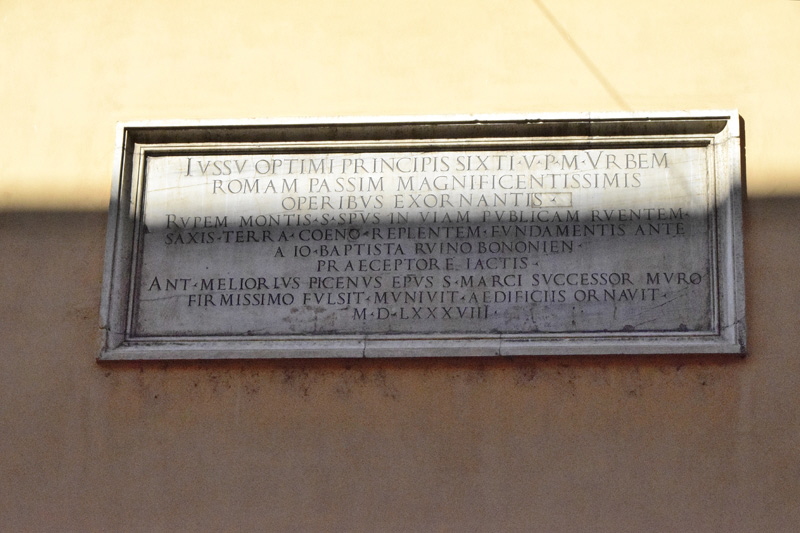 IVSSV OPTIMI PRINCIPIS SIXTI·V·P·M·VRBEM
ROMAM PASSIM MAGNIFICENTISSIMIS
OPERIBVS EXORNANTIS·
RVPEM MONTIS·S·SPVS IN VIAM PVBLICAM RVENTEM·
SAXIS·TERRA·COENO·REPLENTEM·FVNDAMENTIS ANTE
A IO·BAPTISTA RVINO BONONIEN·
PRAECEPTORE IACTIS·
ANT·MELIORIVS PICENVS EPVS S·MARCI SVCCESSOR MVRO
FIRMISSIMO FVLSIT·MVNIVIT·AEDIFICIIS ORNAVIT·
M·D·LXXXVIII·